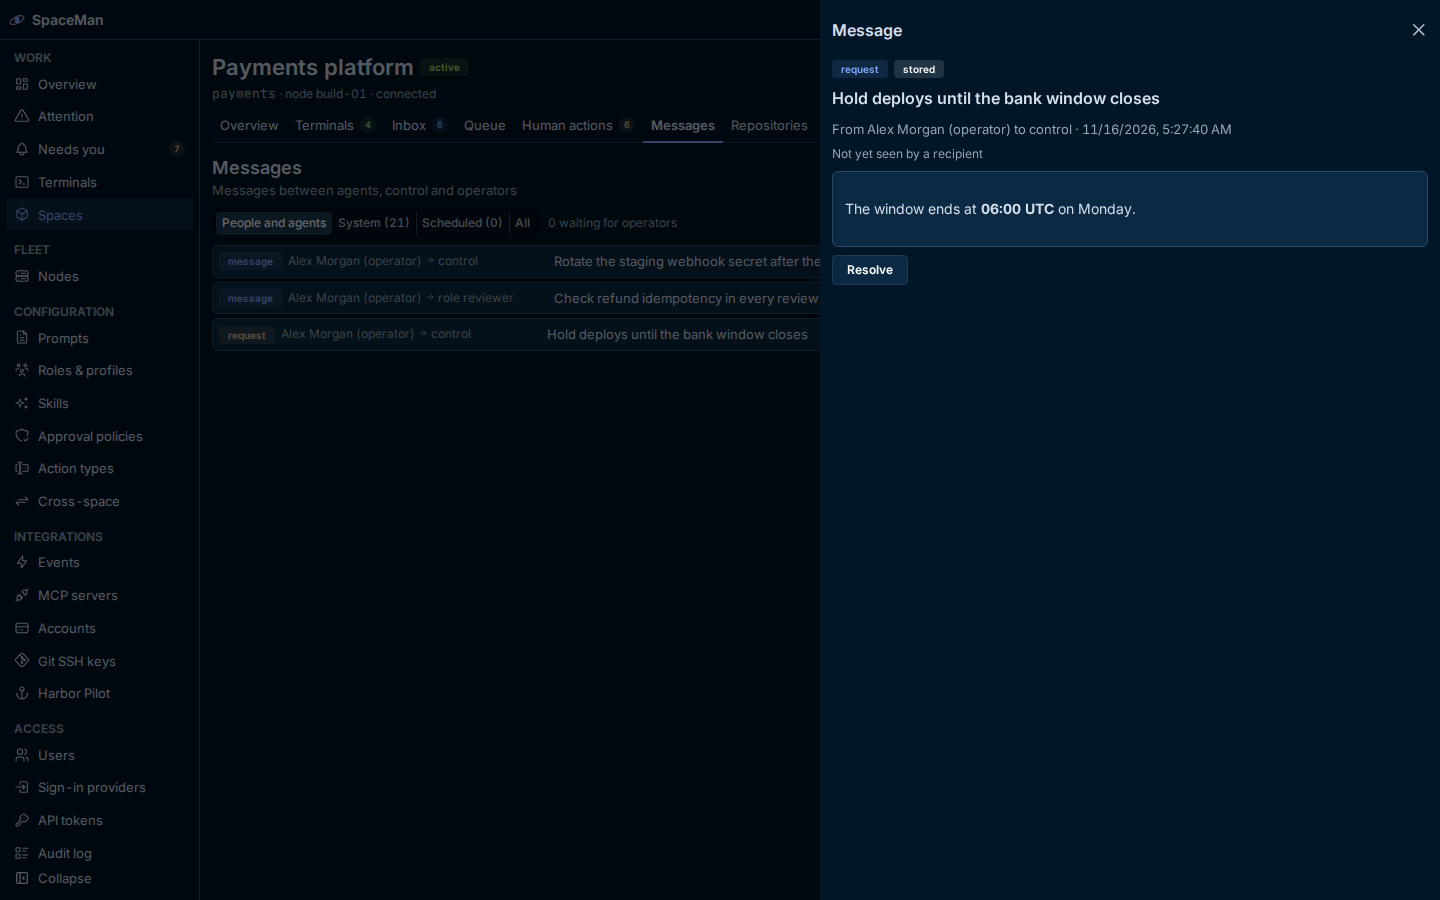 SpaceMan
WORK
Overview
Attention
Needs you 7
Terminals
Spaces
FLEET
Nodes
CONFIGURATION
Prompts
Roles & profiles
Skills
Approval policies
Action types
Cross-space
INTEGRATIONS
Events
MCP servers
Accounts
Git SSH keys
Harbor Pilot
ACCESS
Users
Sign-in providers
API tokens
Audit log
Collapse
Payments platform active
payments · node build-01 · connected
Overview Terminals 4 Inbox 6 Queue Human actions 6 Messages Repositories
Messages
Messages between agents, control and operators
People and agents System (21) Scheduled (0) All 0 waiting for operators
message Alex Morgan (operator) → control Rotate the staging webhook secret after the
message Alex Morgan (operator) → role reviewer Check refund idempotency in every review
request Alex Morgan (operator) → control Hold deploys until the bank window closes
Message
request stored
Hold deploys until the bank window closes
From Alex Morgan (operator) to control · 11/16/2026, 5:27:40 AM
Not yet seen by a recipient
The window ends at 06:00 UTC on Monday.
Resolve